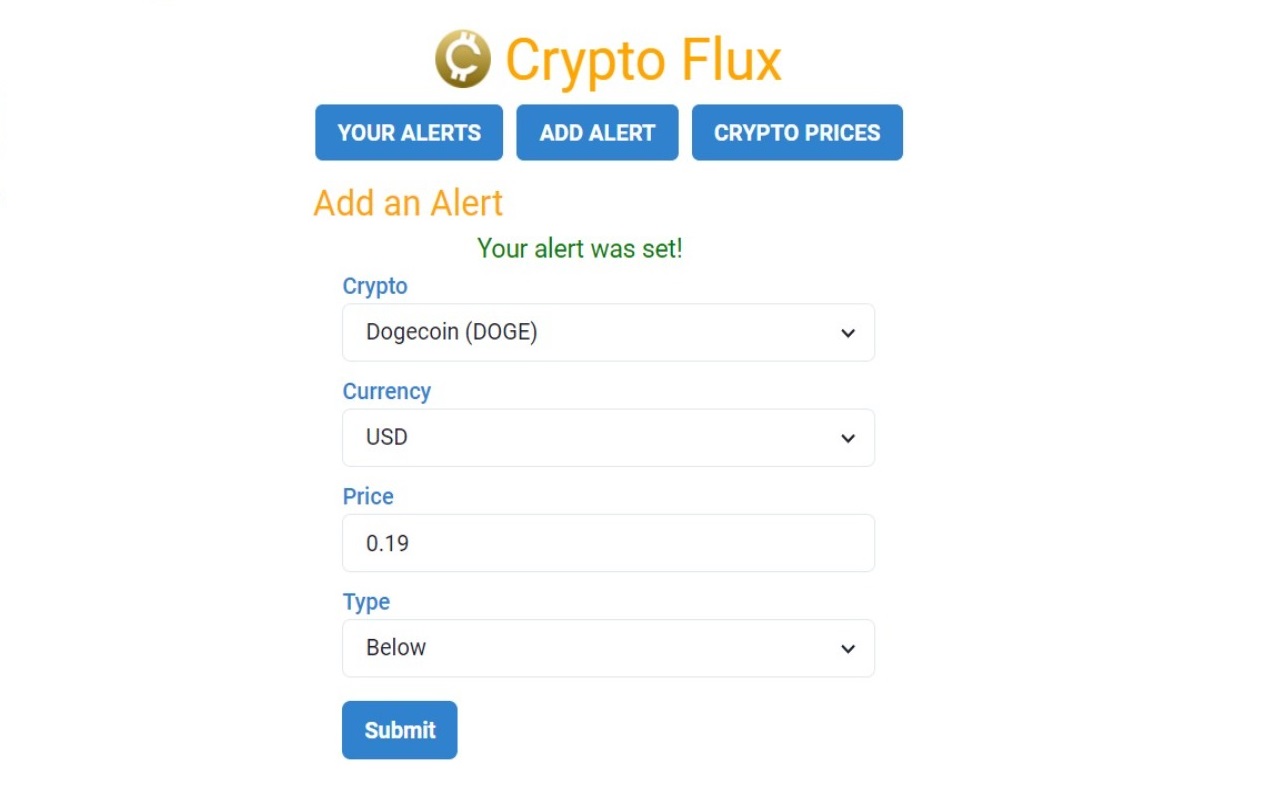 Crypto Flux
YOUR ALERTS ADD ALERT CRYPTO PRICES
Add an Alert
Your alert was set!
Crypto
Dogecoin (DOGE)
Currency
USD
Price
0.19
Type
Below
Submit